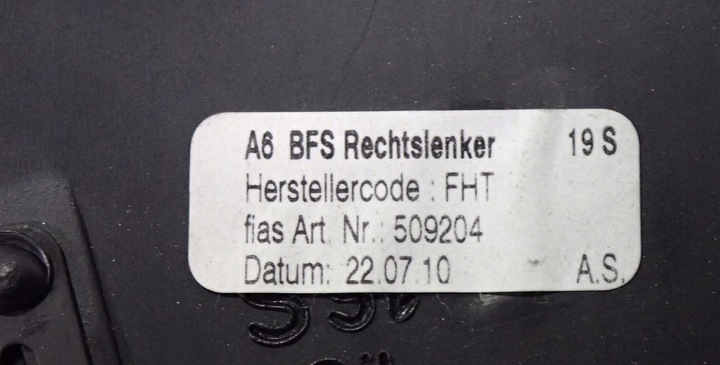 A6 BFS Rechtslenker 19 S
Herstellercode : FHT
fias Art. Nr.: 509204
Datum: 22.07.10 A.S.